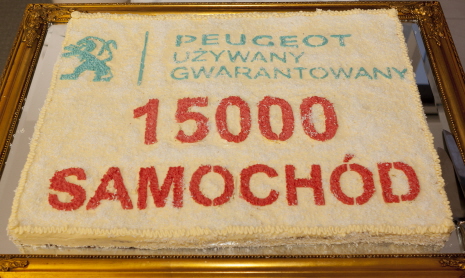 PEUGEOT
UŻYWANY
GWARANTOWANY
15000
SAMOCHÓD